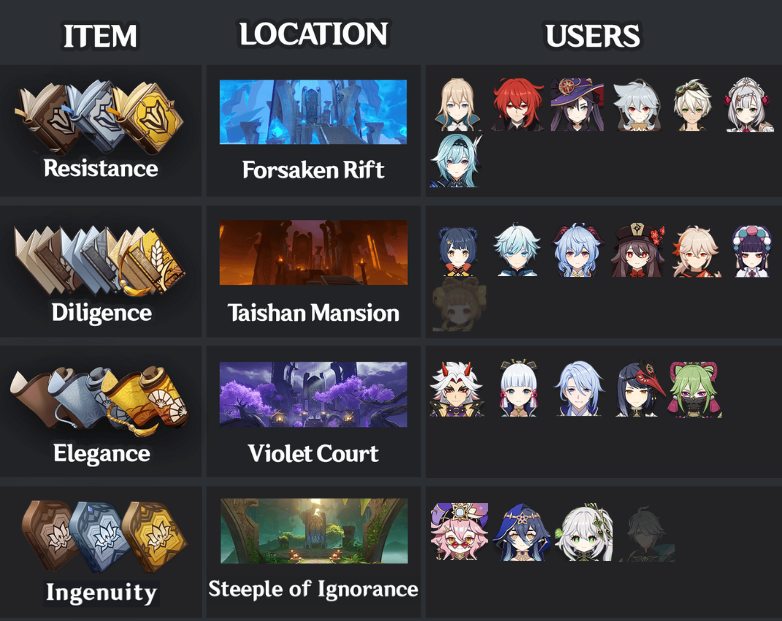 ITEM LOCATION USERS
Resistance Forsaken Rift
Diligence Taishan Mansion
Elegance Violet Court
Ingenuity Steeple of Ignorance